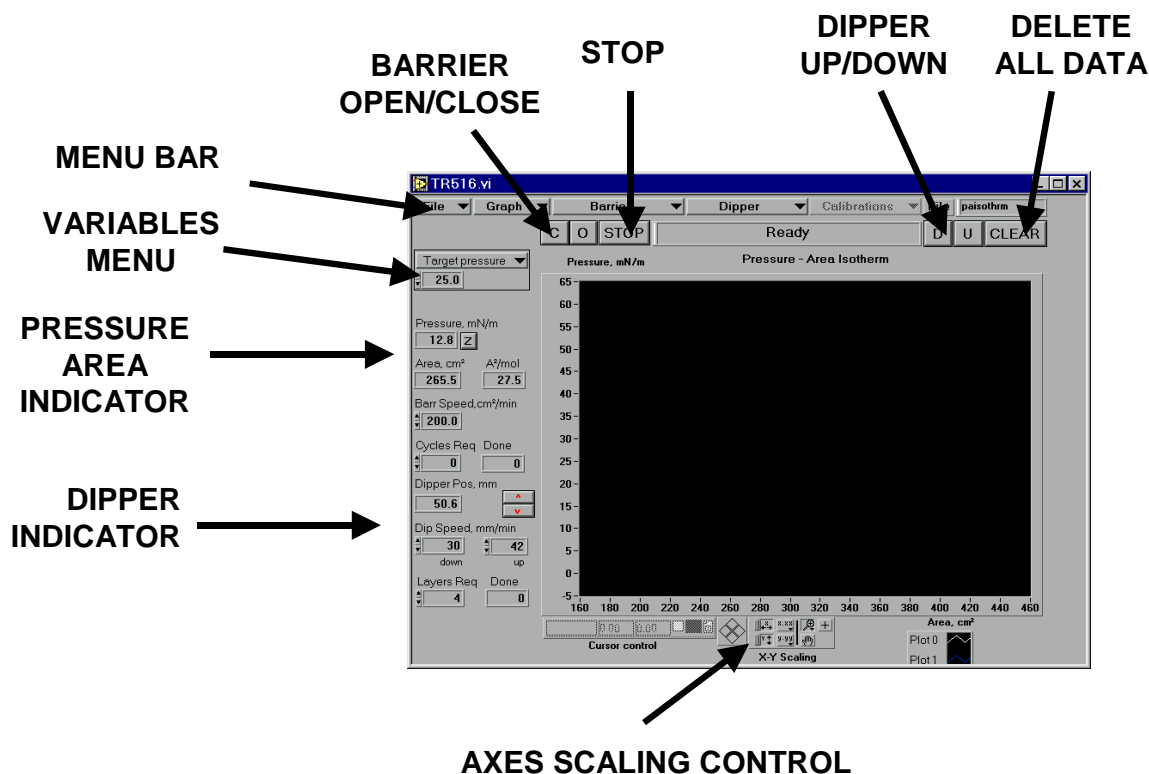 DIPPER
UP/DOWN
DELETE
ALL DATA
STOP
BARRIER
OPEN/CLOSE
MENU BAR
VARIABLES
MENU
PRESSURE
AREA
INDICATOR
DIPPER
INDICATOR
AXES SCALING CONTROL
TR516.vi
File Graph Barrier Dipper Calibrations File paisothrm
C O STOP Ready D U CLEAR
Target pressure
25.0
Pressure, mN/m
12.8 Z
Area, cm² A²/mol
265.5 27.5
Barr Speed,cm²/min
200.0
Cycles Req Done
0 0
Dipper Pos, mm
50.6
Dip Speed, mm/min
30 42
down up
Layers Req Done
4 0
Pressure, mN/m Pressure - Area Isotherm
65
60
55
50
45
40
35
30
25
20
15
10
5
0
-5
160 180 200 220 240 260 280 300 320 340 360 380 400 420 440 460
Area, cm²
0.00 0.00
Cursor control
X-Y Scaling
Plot 0
Plot 1